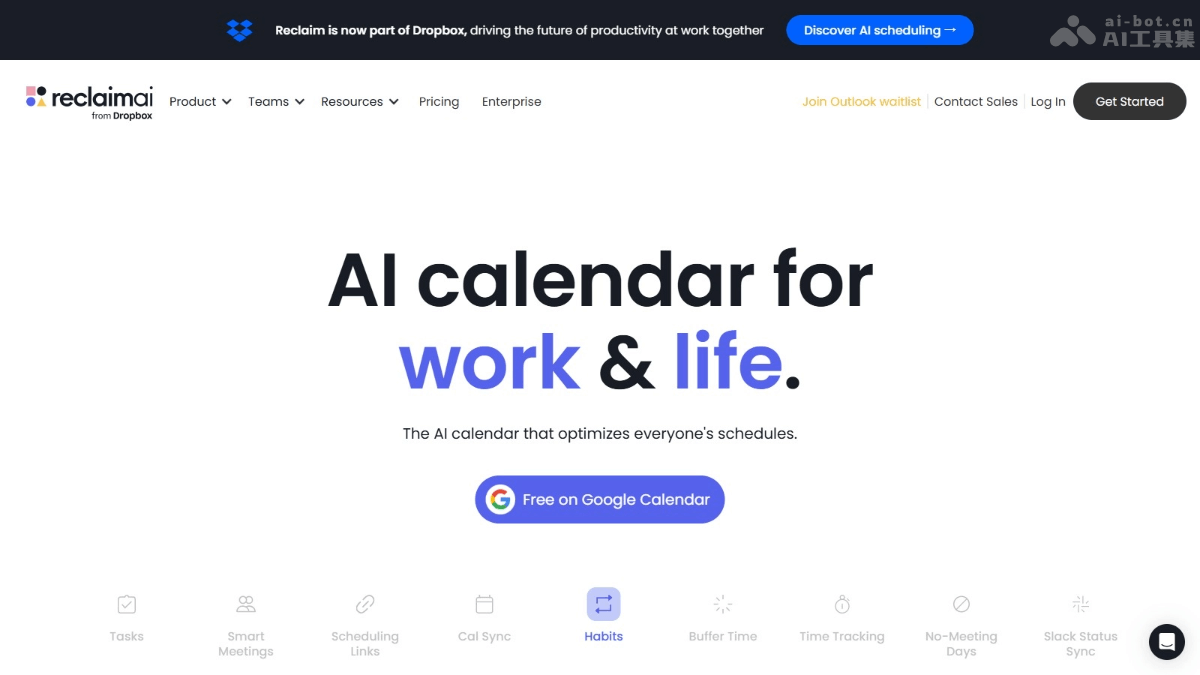 Reclaim is now part of Dropbox, driving the future of productivity at work together
Discover AI scheduling →
ai-bot.cn
AI工具集
reclaimai
from Dropbox
Product
Teams
Resources
Pricing
Enterprise
Join Outlook waitlist
Contact Sales
Log In
Get Started
AI calendar for
work & life.
The AI calendar that optimizes everyone's schedules.
Free on Google Calendar
Tasks
Smart
Meetings
Scheduling
Links
Cal Sync
Habits
Buffer Time
Time Tracking
No-Meeting
Days
Slack Status
Sync